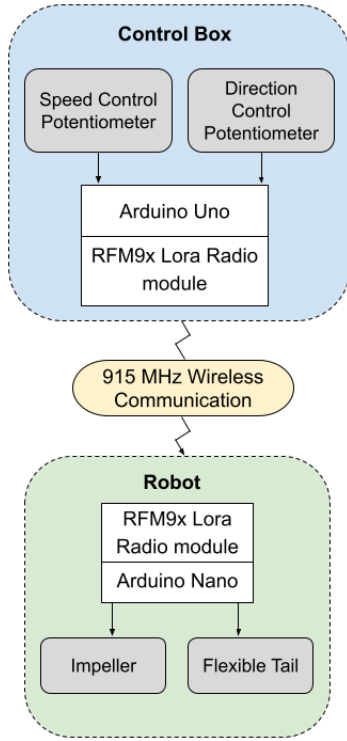 Control Box
Speed Control
Potentiometer
Direction
Control
Potentiometer
Arduino Uno
RFM9x Lora Radio
module
915 MHz Wireless
Communication
Robot
RFM9x Lora
Radio module
Arduino Nano
Impeller
Flexible Tail